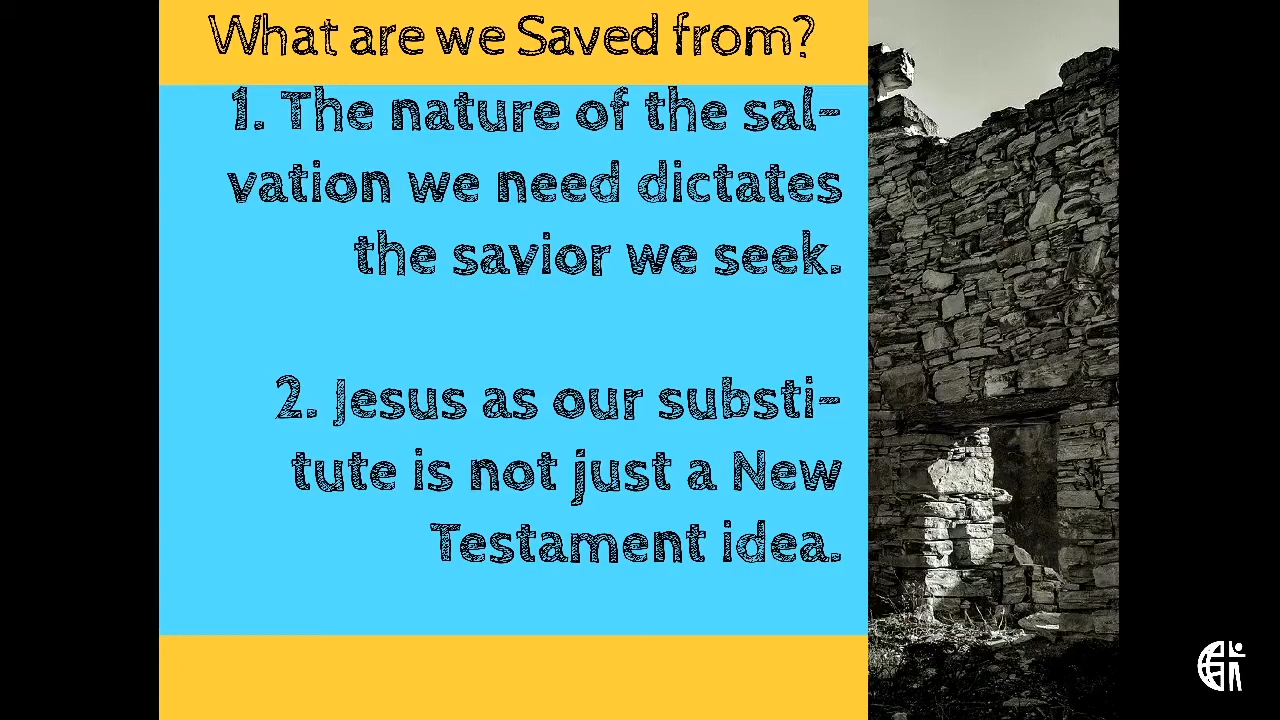 What are we Saved from?
1. The nature of the sal-
vation we need dictates
the savior we seek.
2. Jesus as our substi-
tute is not just a New
Testament idea.